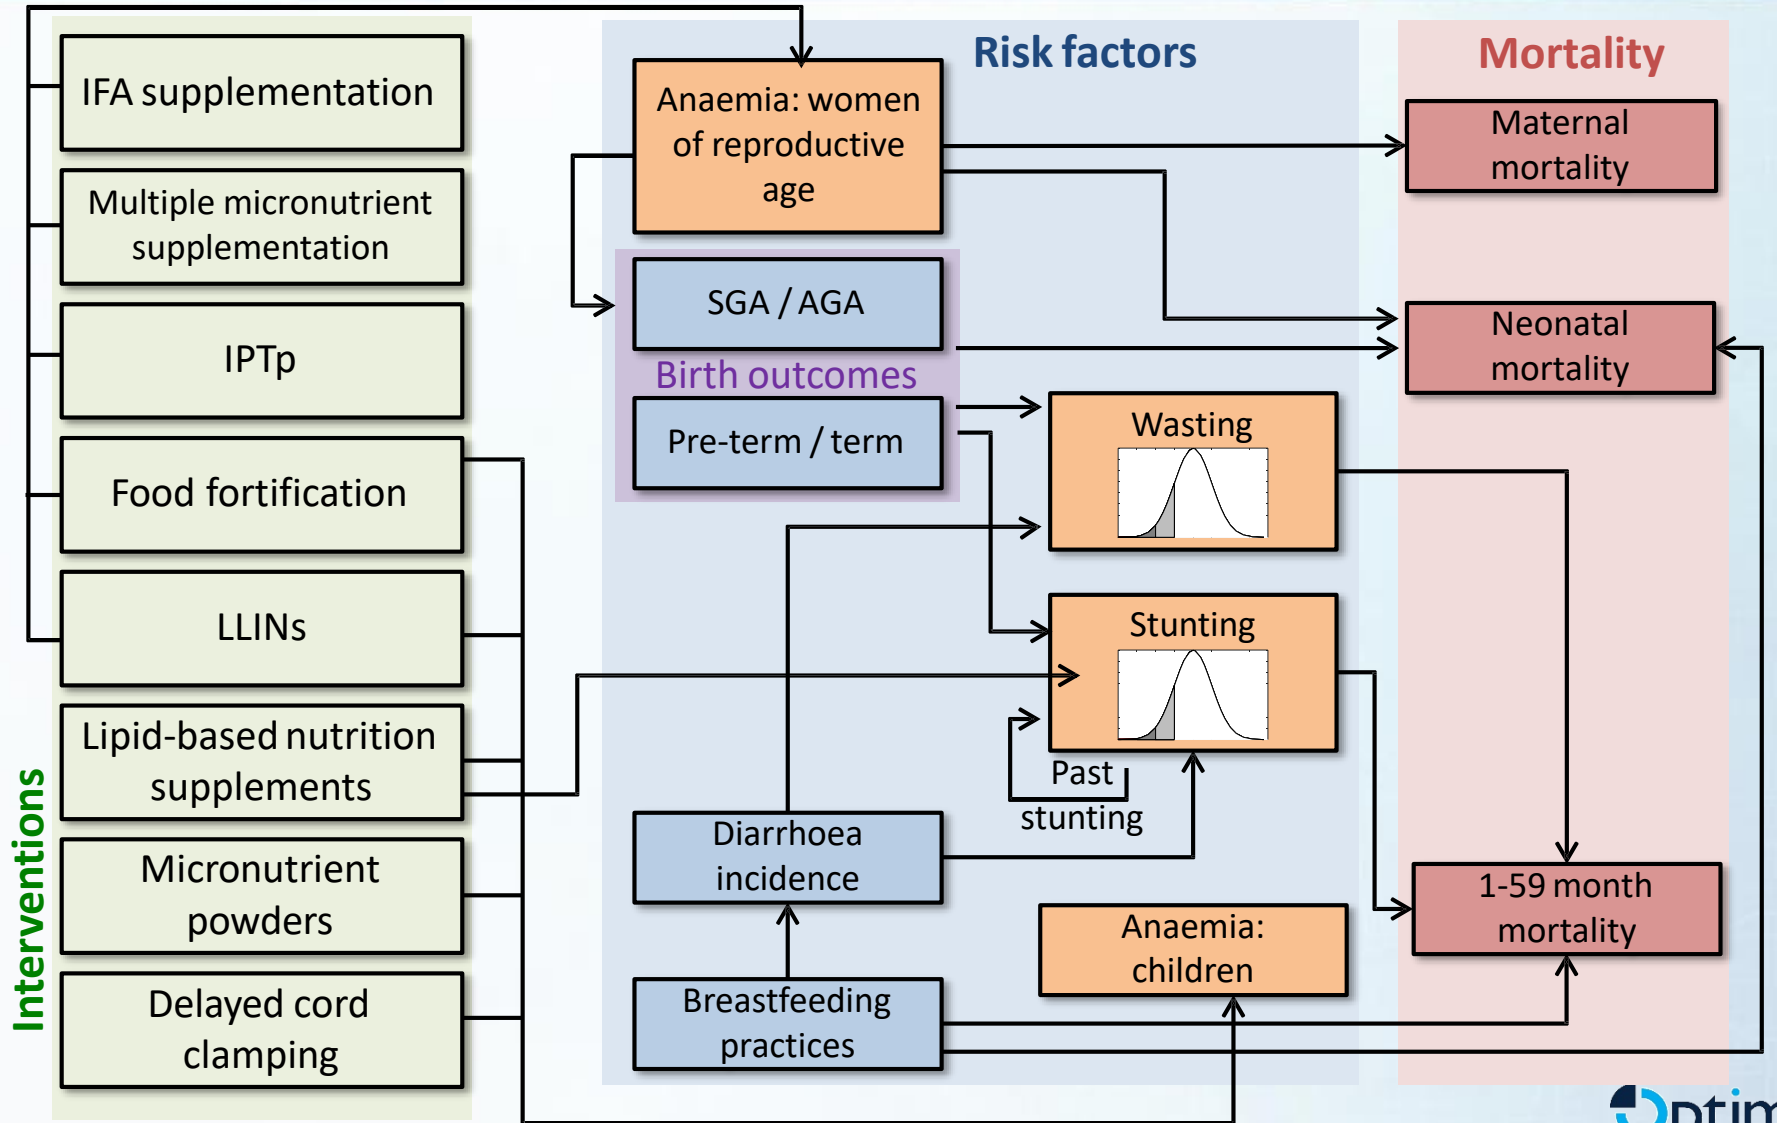 Interventions
IFA supplementation
Multiple micronutrient
supplementation
IPTp
Food fortification
LLINs
Lipid-based nutrition
supplements
Micronutrient
powders
Delayed cord
clamping
Risk factors
Anaemia: women
of reproductive
age
SGA / AGA
Birth outcomes
Pre-term / term
Wasting
Stunting
Past
stunting
Diarrhoea
incidence
Anaemia:
children
Breastfeeding
practices
Mortality
Maternal
mortality
Neonatal
mortality
1-59 month
mortality